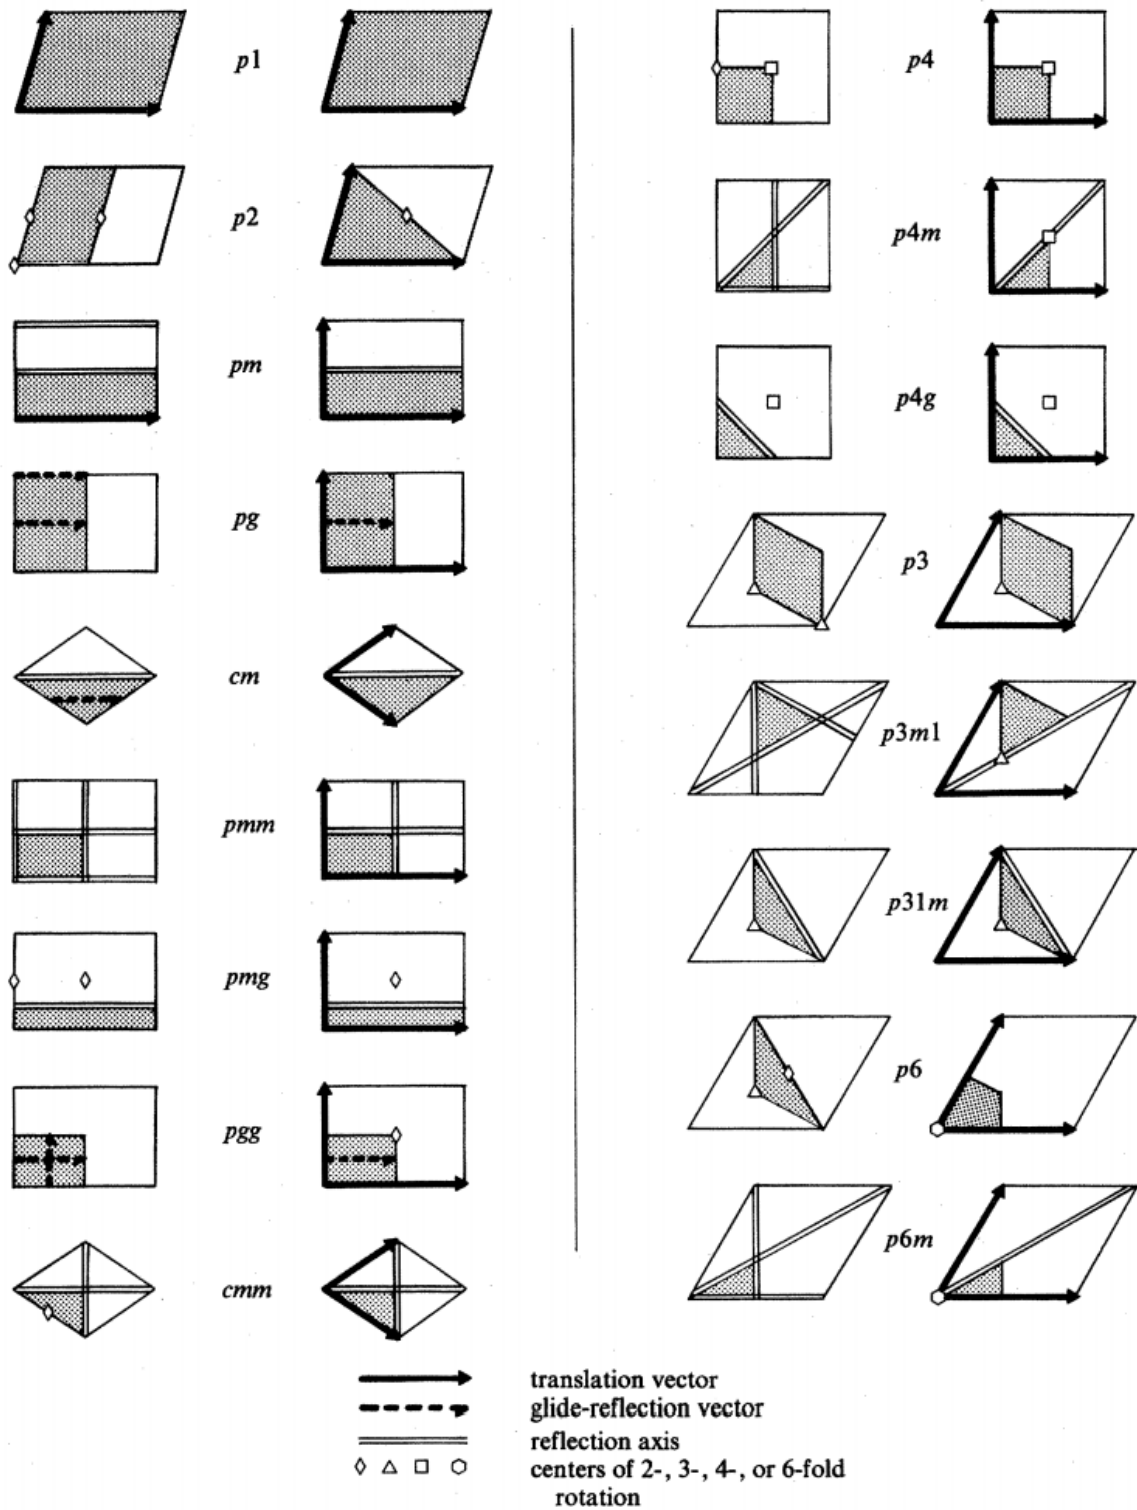 p1
p2
pm
pg
cm
pmm
pmg
pgg
cmm
p4
p4m
p4g
p3
p3m1
p31m
p6
p6m
translation vector
glide-reflection vector
reflection axis
centers of 2-, 3-, 4-, or 6-fold
rotation